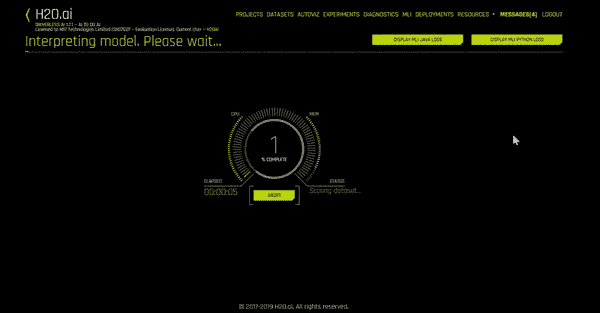 H2O.ai
PROJECTS DATASETS AUTOVIZ EXPERIMENTS DIAGNOSTICS MLI DEPLOYMENTS RESOURCES MESSAGES[4] LOGOUT
DRIVERLESS AI 1.7.1 – AI TO DO AI
Licensed to Technologies Limited – Evaluation License. Current User – H2OAI
Interpreting model. Please wait...
DISPLAY MLI JAVA LOGS
DISPLAY MLI PYTHON LOGS
CPU
MEM
1
% COMPLETE
ELAPSED
00:00:05
STATUS
Scoring dataset...
ABORT
© 2017-2019 H2O.ai. All rights reserved.